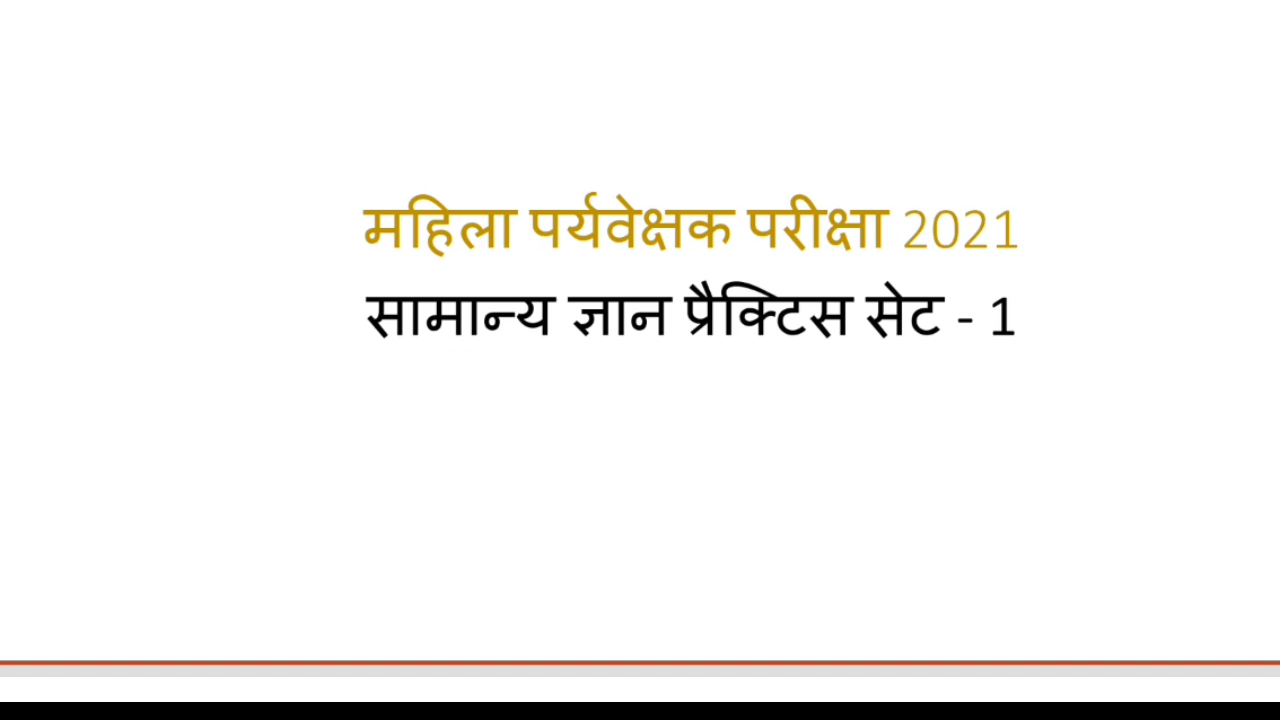 महिला पर्यवेक्षक परीक्षा 2021
सामान्य ज्ञान प्रैक्टिस सेट - 1